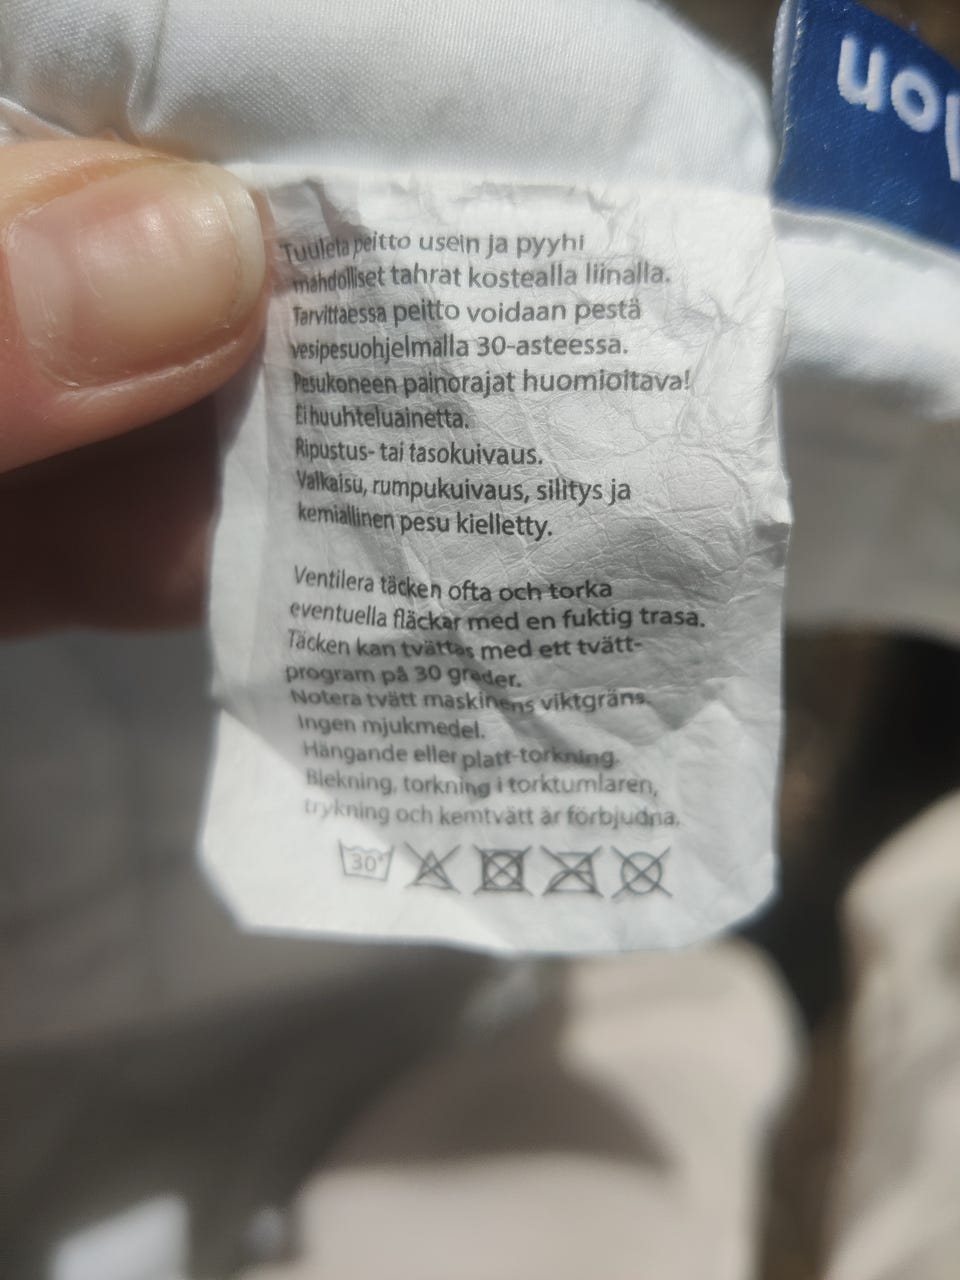 uol
Tuuleta peitto usein ja pyyhi
mahdolliset tahrat kostealla liinalla.
Tarvittaessa peitto voidaan pestä
vesipesuohjelmalla 30-asteessa.
Pesukoneen painorajat huomioitava!
Ei huuhteluainetta.
Ripustus- tai tasokuivaus.
Valkaisu, rumpukuivaus, silitys ja
kemiallinen pesu kielletty.
Ventilera täcken ofta och torka
eventuella fläckar med en fuktig trasa.
Täcken kan tvättas med ett tvätt-
program på 30 grader.
Notera tvätt maskinens viktgräns.
Ingen mjukmedel.
Hängande eller platt-torkning.
Blekning, torkning i torktumlaren,
trykning och kemtvätt är förbjudna.
30°